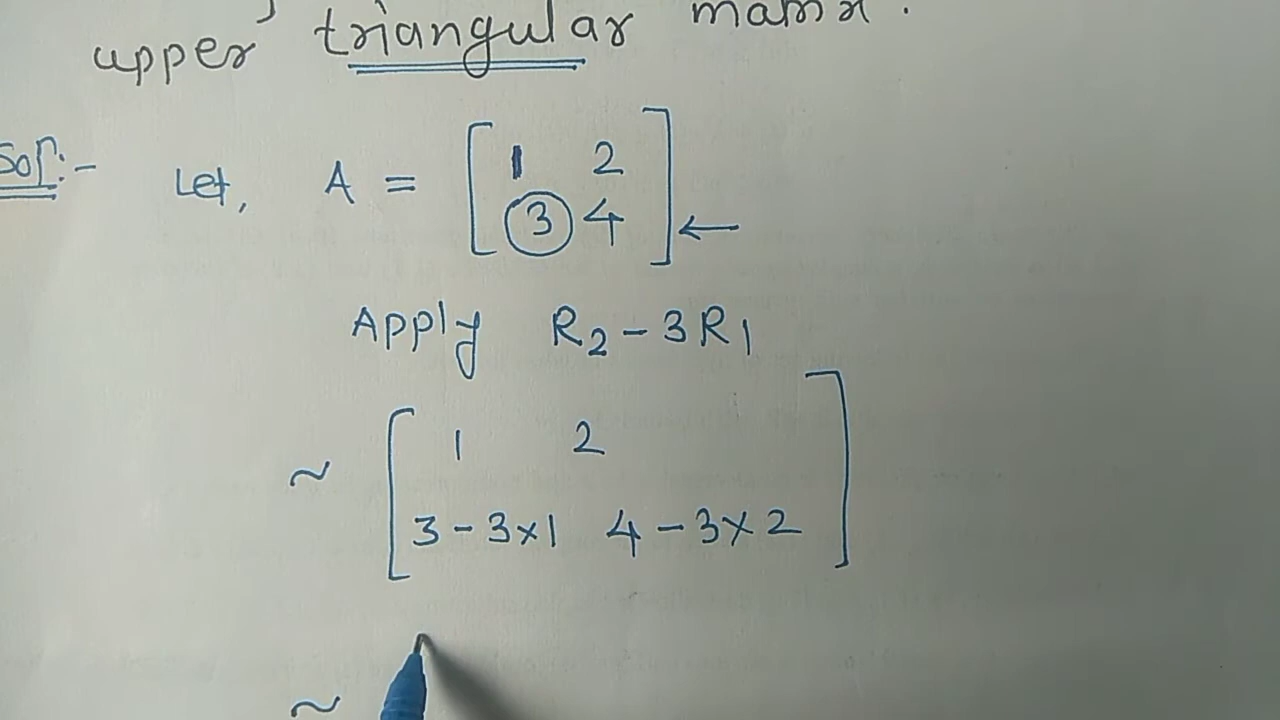 upper triangular matrix.
Sol:- Let, A = [ 1 2
3 4 ] ←
Apply R₂ - 3R₁
~ [ 1 2
3 - 3×1 4 - 3×2 ]
~